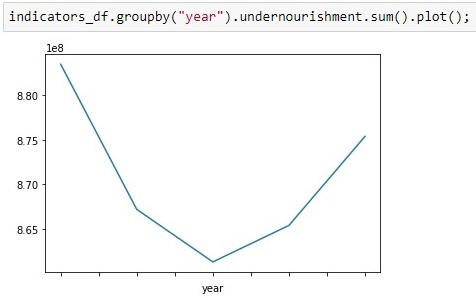 indicators_df.groupby("year").undernourishment.sum().plot();
1e8
8.80
8.75
8.70
8.65
year